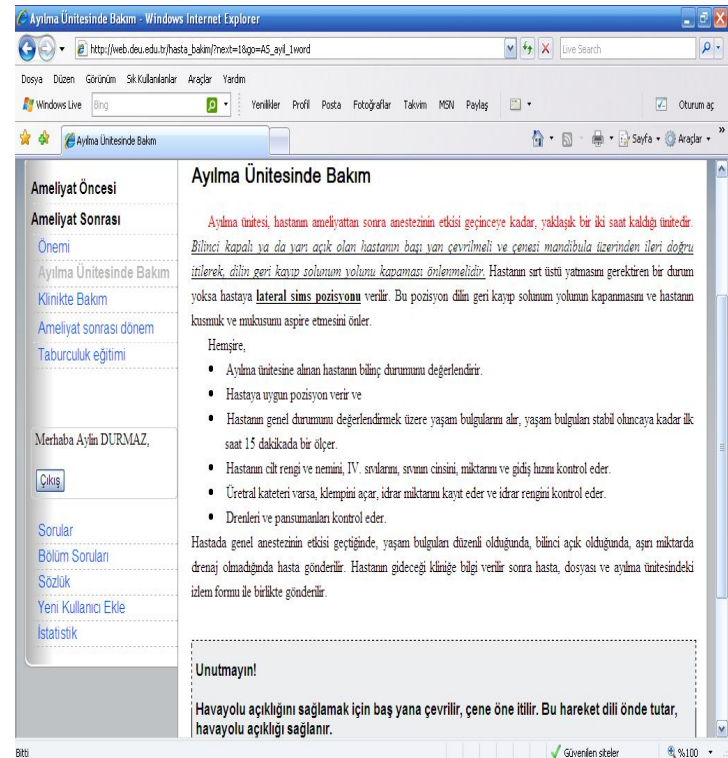 Ayılma Ünitesinde Bakım - Windows Internet Explorer
http://web.deu.edu.tr/hasta_bakim/?next=1&go=AS_ayil_1word
Live Search
Dosya Düzen Görünüm Sık Kullanılanlar Araçlar Yardım
Windows Live Bing Yenilikler Profil Posta Fotoğraflar Takvim MSN Paylaş Oturum aç
Ayılma Ünitesinde Bakım Sayfa Araçlar
Ameliyat Öncesi
Ameliyat Sonrası
Önemi
Ayılma Ünitesinde Bakım
Klinikte Bakım
Ameliyat sonrası dönem
Taburculuk eğitimi
Merhaba Aylin DURMAZ,
Çıkış
Sorular
Bölüm Soruları
Sözlük
Yeni Kullanıcı Ekle
İstatistik
Ayılma Ünitesinde Bakım
Ayılma ünitesi, hastanın ameliyattan sonra anestezinin etkisi geçinceye kadar, yaklaşık bir iki saat kaldığı ünitedir.
Bilinci kapalı ya da yarı açık olan hastanın başı yan çevrilmeli ve çenesi mandibula üzerinden ileri doğru
itilerek, dilin geri kayıp solunum yolunu kapaması önlenmelidir. Hastanın sırt üstü yatmasını gerektiren bir durum
yoksa hastaya lateral sims pozisyonu verilir. Bu pozisyon dilin geri kayıp solunum yolunun kapanmasını ve hastanın
kusmuk ve mukusunu aspire etmesini önler.
Hemşire,
• Ayılma ünitesine alınan hastanın bilinç durumunu değerlendirir.
• Hastaya uygun pozisyon verir ve
• Hastanın genel durumunu değerlendirmek üzere yaşam bulgularını alır, yaşam bulguları stabil oluncaya kadar ilk
saat 15 dakikada bir ölçer.
• Hastanın cilt rengi ve nemini, IV. sıvılarını, sıvının cinsini, miktarını ve gidiş hızını kontrol eder.
• Üretral kateteri varsa, klempini açar, idrar miktarını kayıt eder ve idrar rengini kontrol eder.
• Drenleri ve pansumanları kontrol eder.
Hastada genel anestezinin etkisi geçtiğinde, yaşam bulguları düzenli olduğunda, bilinci açık olduğunda, aşırı miktarda
drenaj olmadığında hasta gönderilir. Hastanın gideceği kliniğe bilgi verilir sonra hasta, dosyası ve ayılma ünitesindeki
izlem formu ile birlikte gönderilir.
Unutmayın!
Havayolu açıklığını sağlamak için baş yana çevrilir, çene öne itilir. Bu hareket dili önde tutar,
havayolu açıklığı sağlanır.
Bitti Güvenilen siteler %100